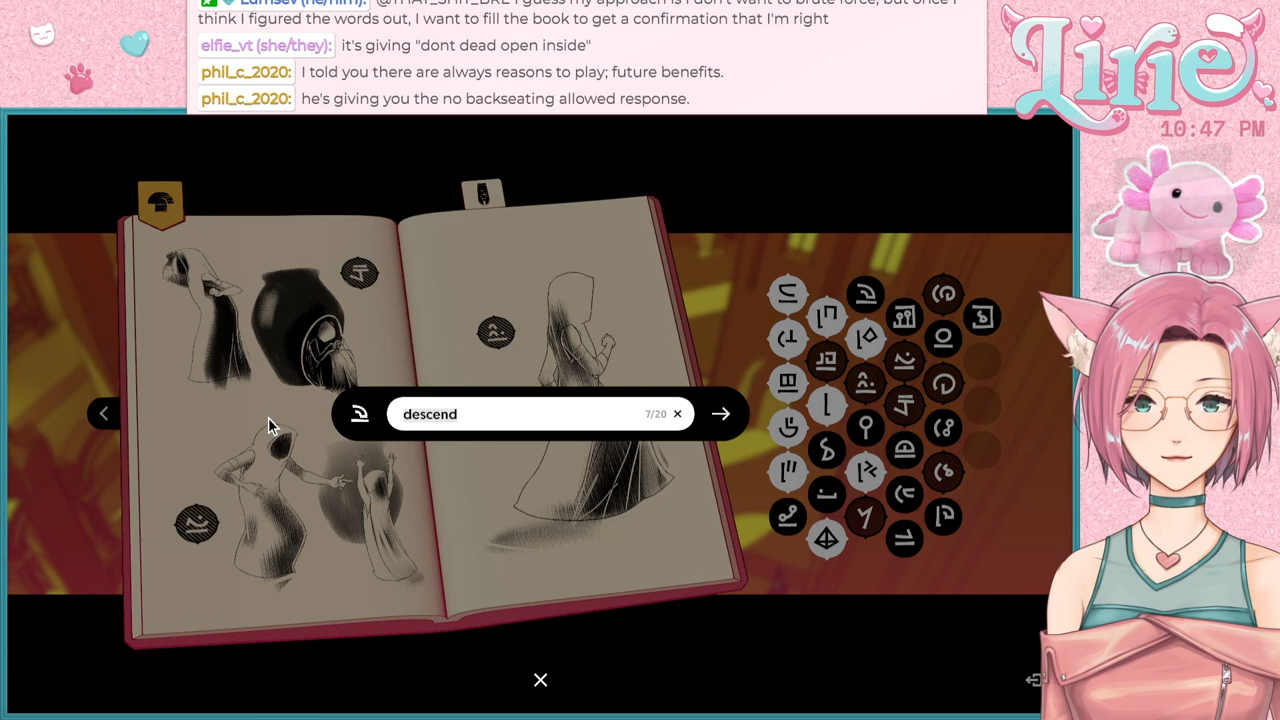 think I figured the words out, I want to fill the book to get a confirmation that I'm right
elfie_vt (she/they): it's giving "dont dead open inside"
phil_c_2020: I told you there are always reasons to play; future benefits.
phil_c_2020: he's giving you the no backseating allowed response.
Lirie
10:47 PM
descend 7/20